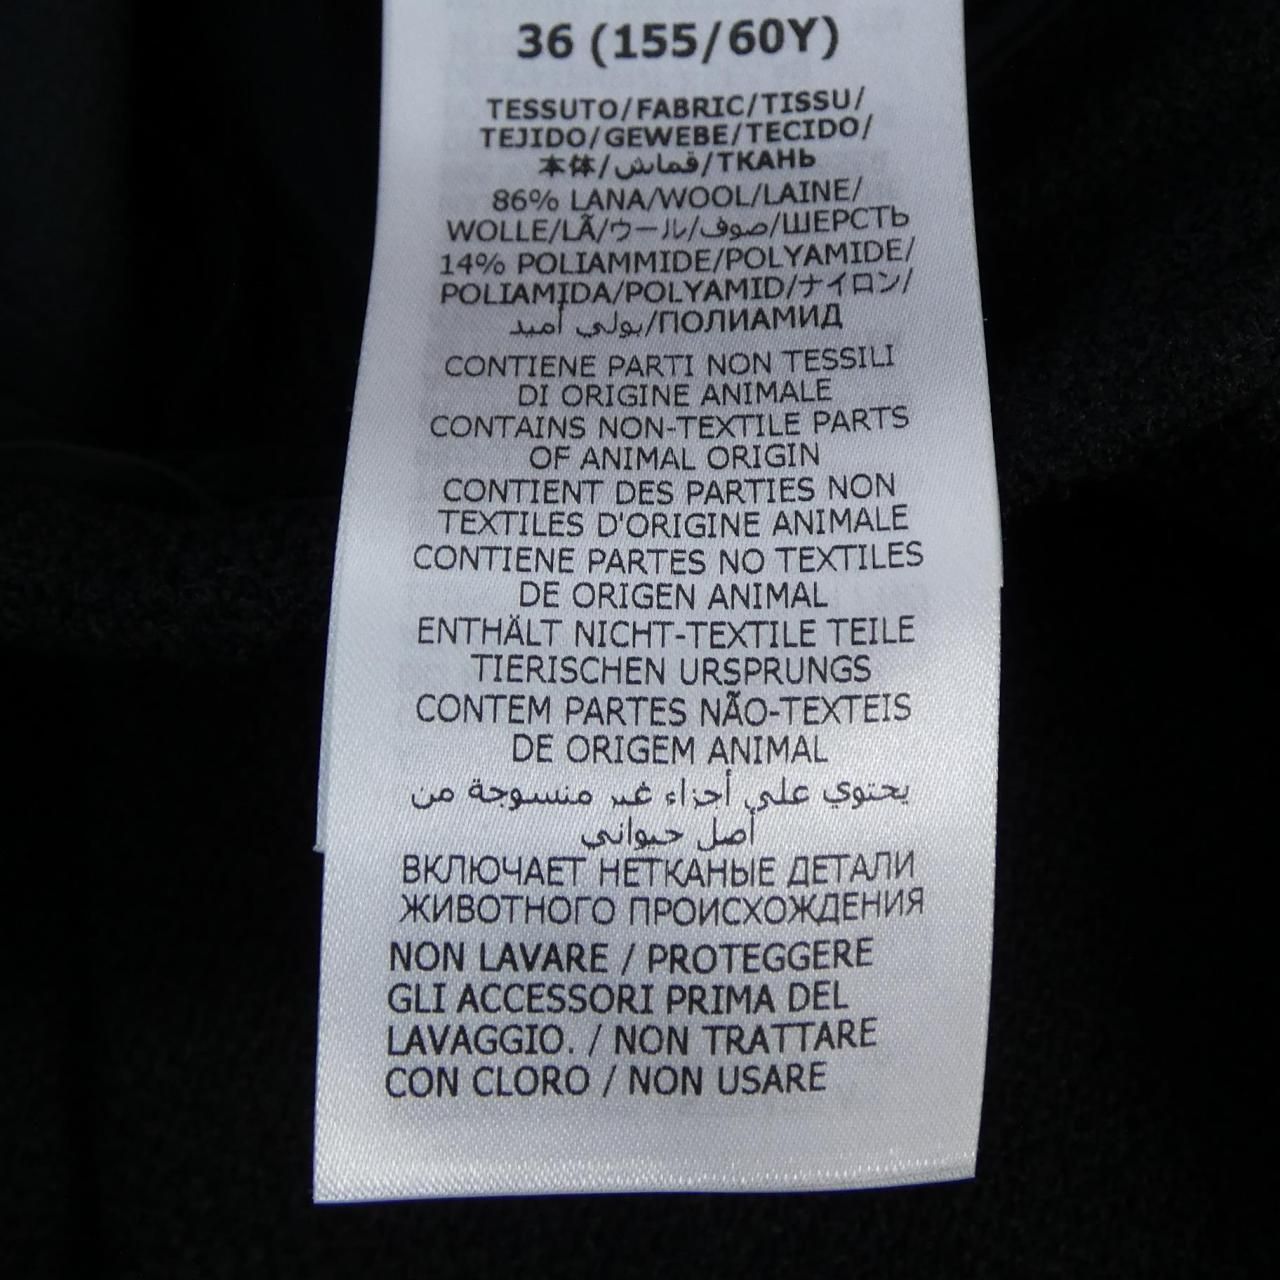 36 (155/60Y)
TESSUTO/FABRIC/TISSU/
TEJIDO/GEWEBE/TECIDO/
本体/قماش/ТКАНЬ
86% LANA/WOOL/LAINE/
WOLLE/LÃ/ウール/صوف/ШЕРСТЬ
14% POLIAMMIDE/POLYAMIDE/
POLIAMIDA/POLYAMID/ナイロン/
بولي أميد/ПОЛИАМИД
CONTIENE PARTI NON TESSILI
DI ORIGINE ANIMALE
CONTAINS NON-TEXTILE PARTS
OF ANIMAL ORIGIN
CONTIENT DES PARTIES NON
TEXTILES D'ORIGINE ANIMALE
CONTIENE PARTES NO TEXTILES
DE ORIGEN ANIMAL
ENTHÄLT NICHT-TEXTILE TEILE
TIERISCHEN URSPRUNGS
CONTEM PARTES NÃO-TEXTEIS
DE ORIGEM ANIMAL
يحتوي علي أجزاء غير منسوجة من
أصل حيواني
ВКЛЮЧАЕТ НЕТКАНЫЕ ДЕТАЛИ
ЖИВОТНОГО ПРОИСХОЖДЕНИЯ
NON LAVARE / PROTEGGERE
GLI ACCESSORI PRIMA DEL
LAVAGGIO. / NON TRATTARE
CON CLORO / NON USARE